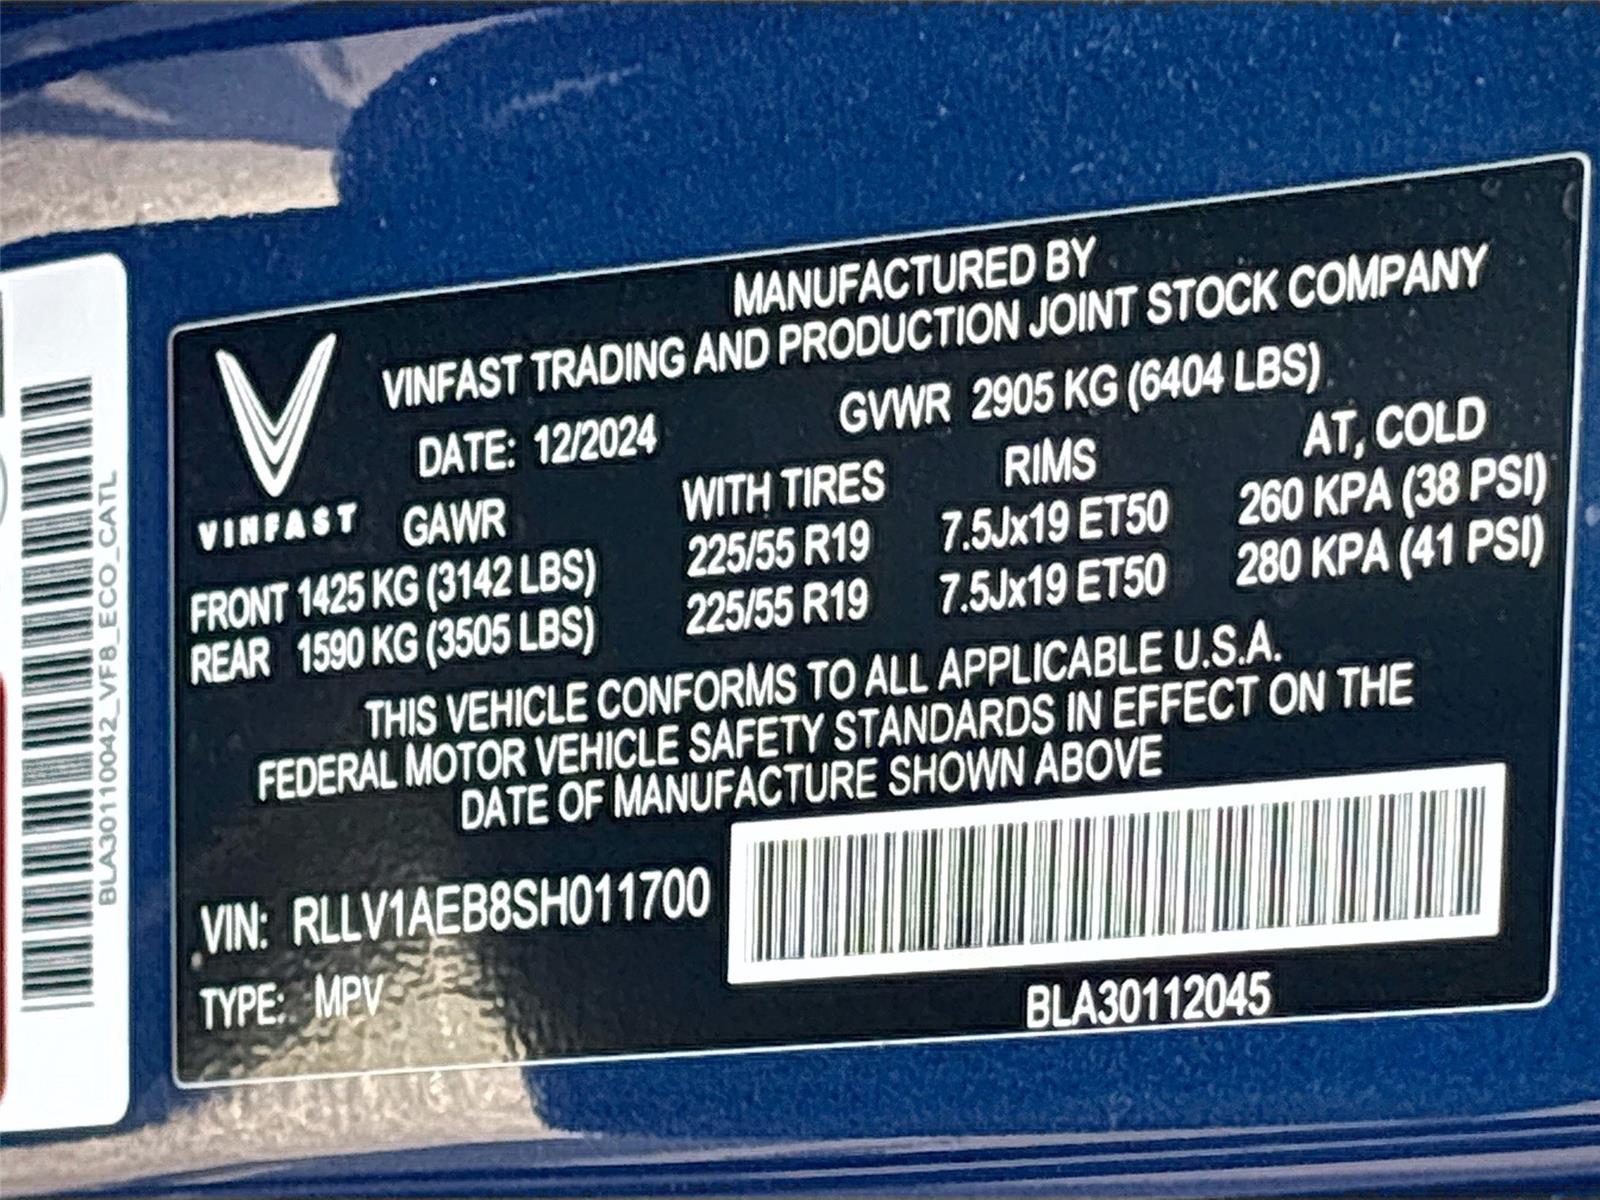 MANUFACTURED BY
VINFAST TRADING AND PRODUCTION JOINT STOCK COMPANY
DATE: 12/2024 GVWR 2905 KG (6404 LBS)
VINFAST
GAWR WITH TIRES RIMS AT, COLD
FRONT 1425 KG (3142 LBS) 225/55 R19 7.5Jx19 ET50 260 KPA (38 PSI)
REAR 1590 KG (3505 LBS) 225/55 R19 7.5Jx19 ET50 280 KPA (41 PSI)
THIS VEHICLE CONFORMS TO ALL APPLICABLE U.S.A.
FEDERAL MOTOR VEHICLE SAFETY STANDARDS IN EFFECT ON THE
DATE OF MANUFACTURE SHOWN ABOVE
VIN: RLLV1AEB8SH011700
TYPE: MPV
BLA30112045
BLA30110042_VF8_ECO_CATL